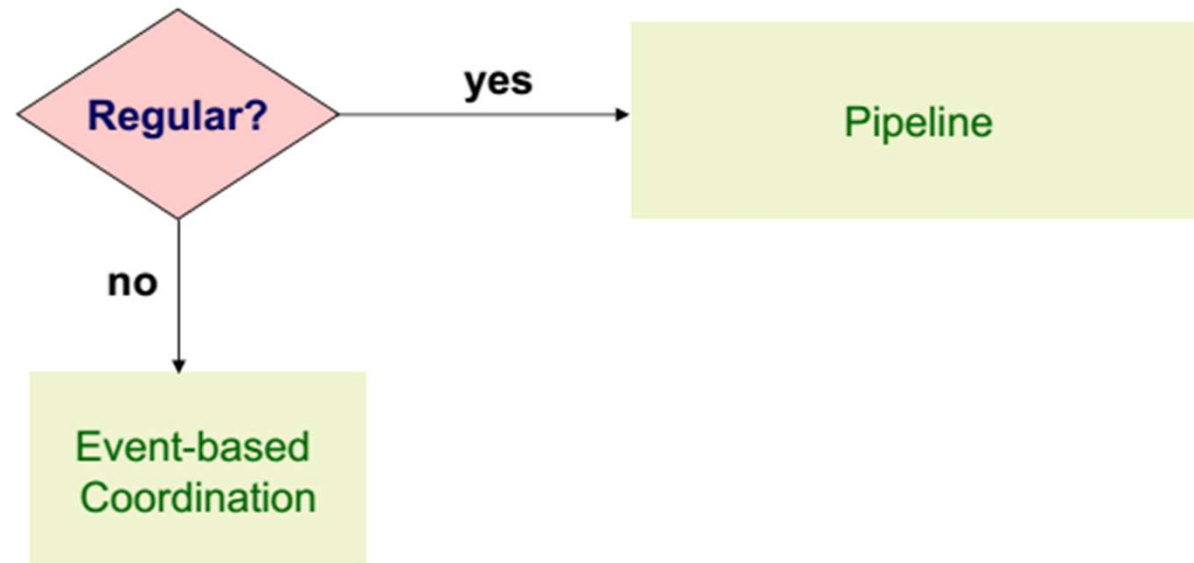 Regular?
yes
Pipeline
no
Event-based
Coordination